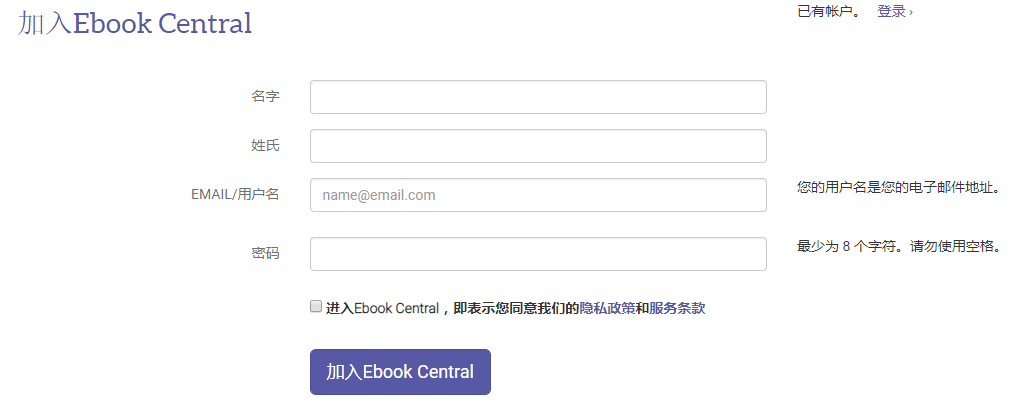 加入Ebook Central
已有帐户。 登录 ›
名字
姓氏
EMAIL/用户名
name@email.com
您的用户名是您的电子邮件地址。
密码
最少为 8 个字符。请勿使用空格。
进入Ebook Central，即表示您同意我们的隐私政策和服务条款
加入Ebook Central